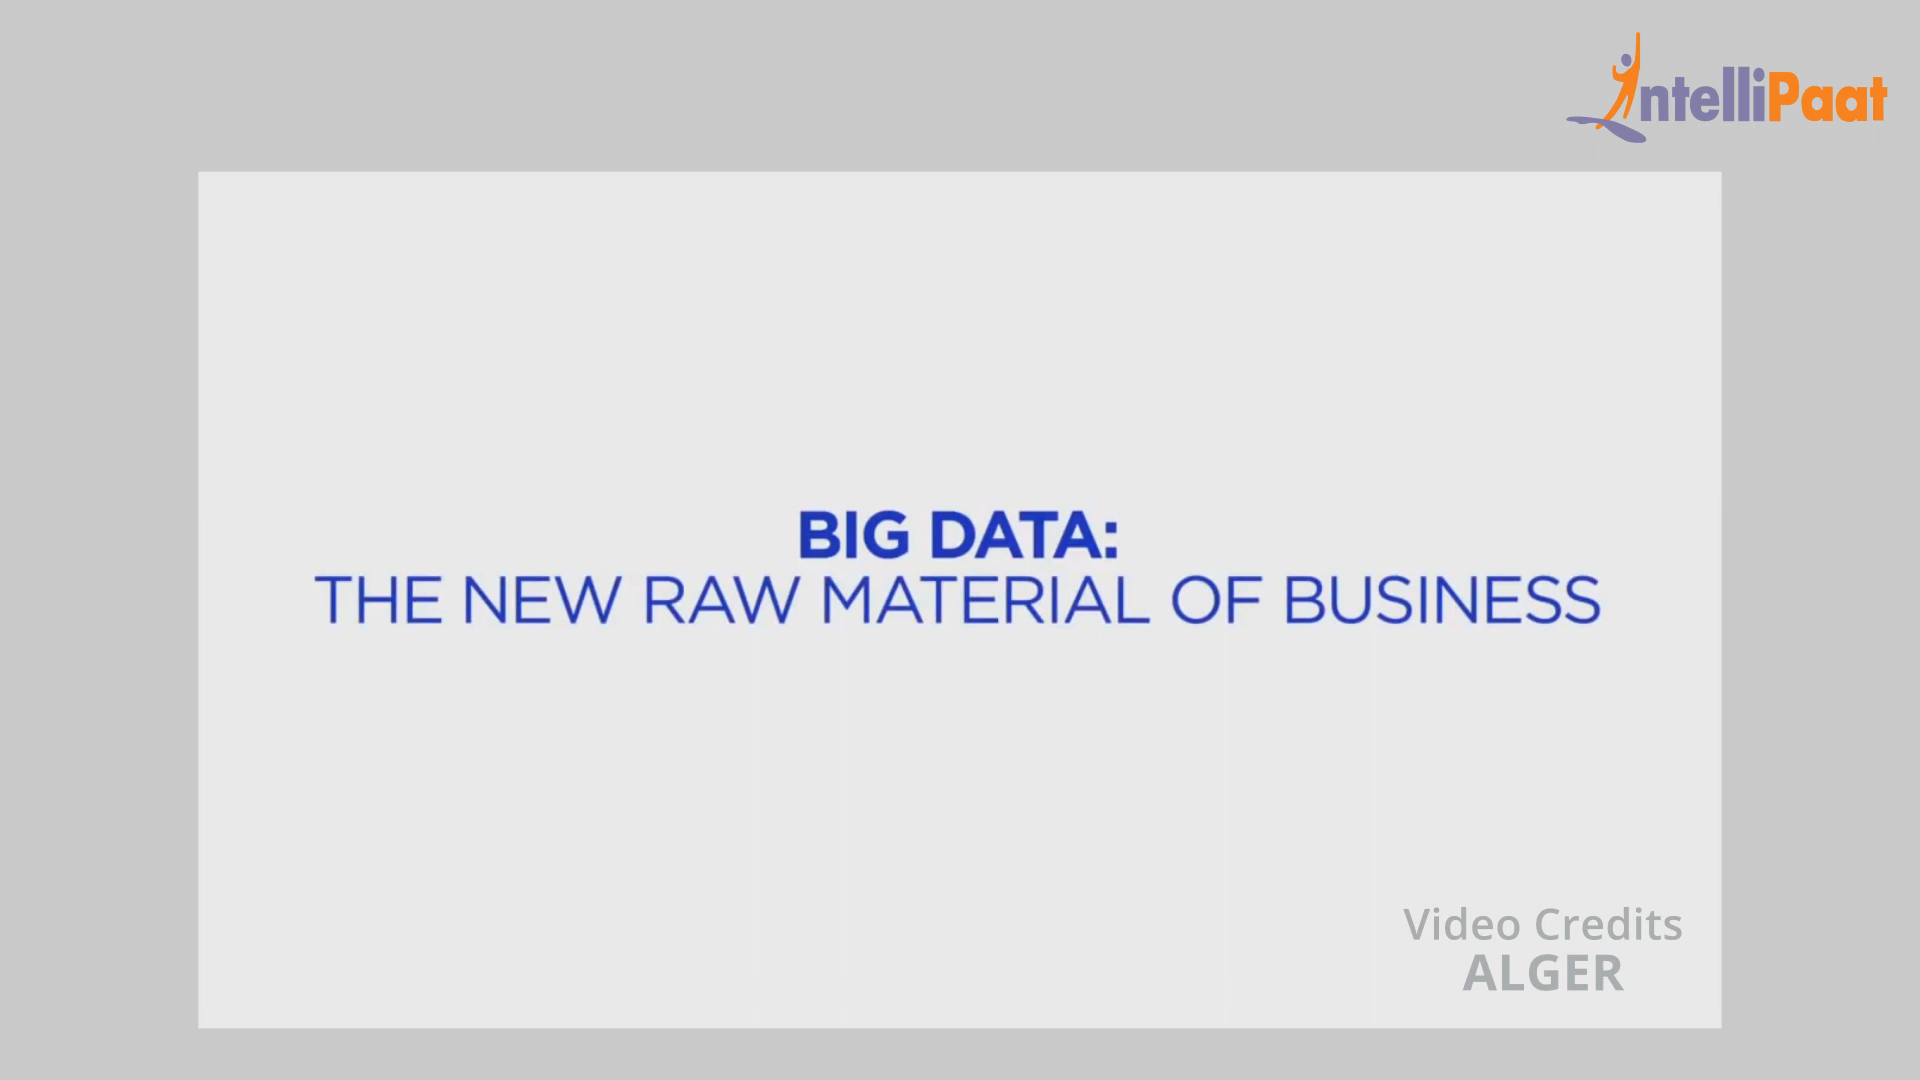 IntelliPaat
BIG DATA:
THE NEW RAW MATERIAL OF BUSINESS
Video Credits
ALGER